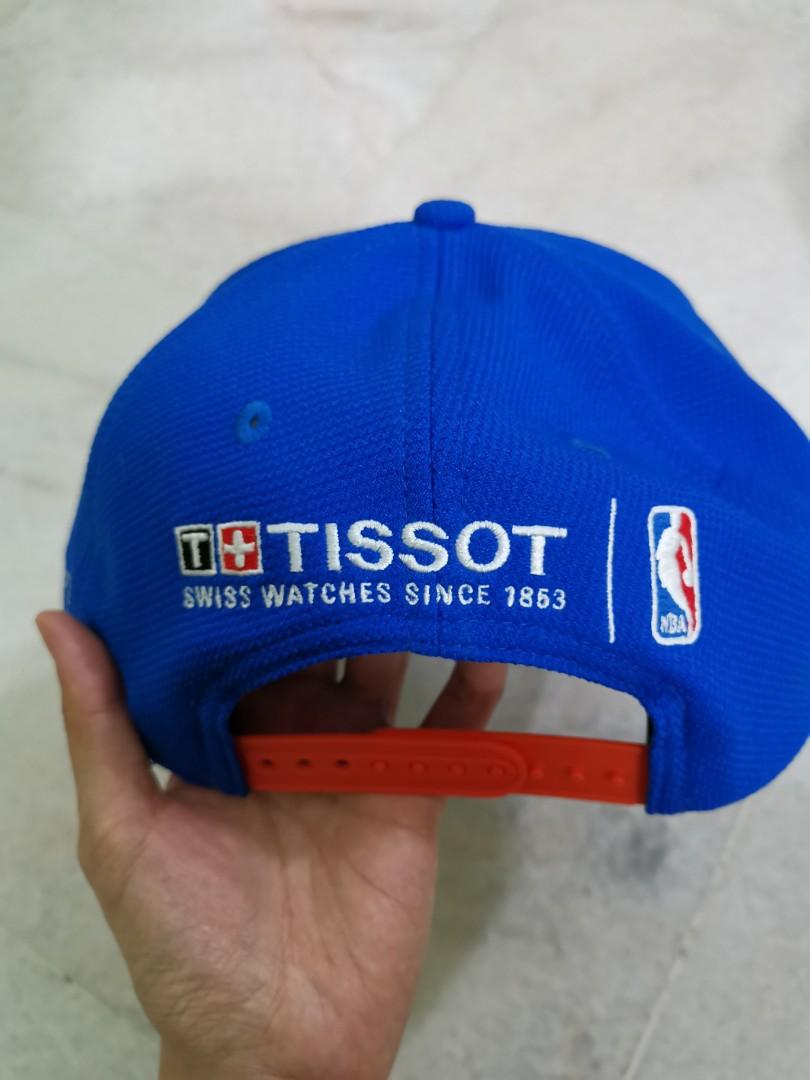 T+ TISSOT
SWISS WATCHES SINCE 1853
NBA